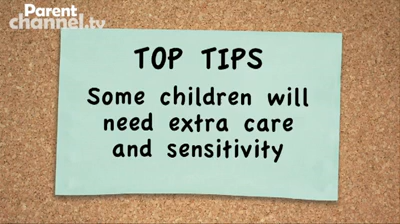 Parent
channel.tv
TOP TIPS
Some children will
need extra care
and sensitivity